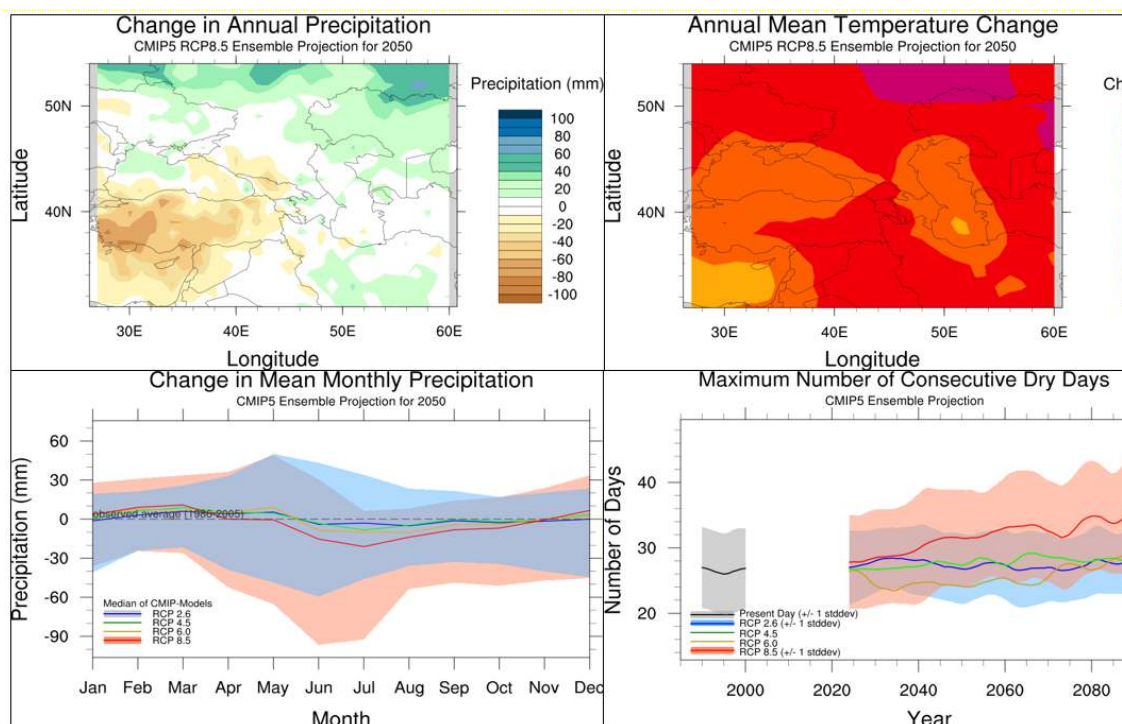 Change in Annual Precipitation
CMIP5 RCP8.5 Ensemble Projection for 2050
Precipitation (mm)
100
80
60
40
20
0
-20
-40
-60
-80
-100
50N
40N
Latitude
30E 40E 50E 60E
Longitude
Annual Mean Temperature Change
CMIP5 RCP8.5 Ensemble Projection for 2050
Ch
50N
40N
Latitude
30E 40E 50E 60E
Longitude
Change in Mean Monthly Precipitation
CMIP5 Ensemble Projection for 2050
Precipitation (mm)
60
30
0
-30
-60
-90
observed average (1986-2005)
Median of CMIP-Models
RCP 2.6
RCP 4.5
RCP 6.0
RCP 8.5
Jan Feb Mar Apr May Jun Jul Aug Sep Oct Nov Dec
Month
Maximum Number of Consecutive Dry Days
CMIP5 Ensemble Projection
Number of Days
40
30
20
Present Day (+/- 1 stddev)
RCP 2.6 (+/- 1 stddev)
RCP 4.5
RCP 6.0
RCP 8.5 (+/- 1 stddev)
2000 2020 2040 2060 2080
Year